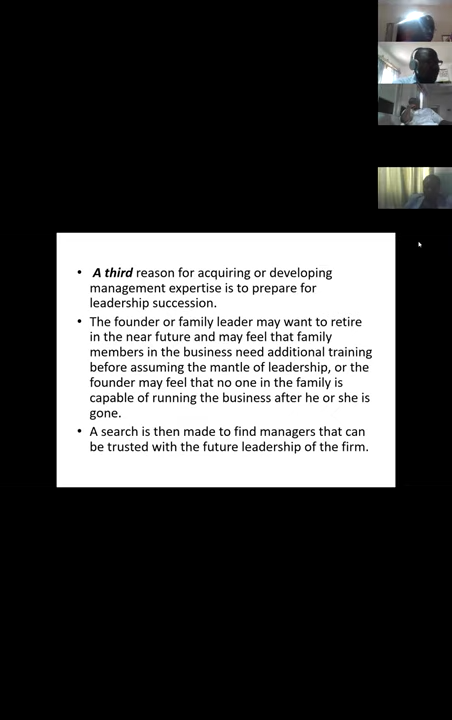 • A third reason for acquiring or developing
management expertise is to prepare for
leadership succession.
• The founder or family leader may want to retire
in the near future and may feel that family
members in the business need additional training
before assuming the mantle of leadership, or the
founder may feel that no one in the family is
capable of running the business after he or she is
gone.
• A search is then made to find managers that can
be trusted with the future leadership of the firm.